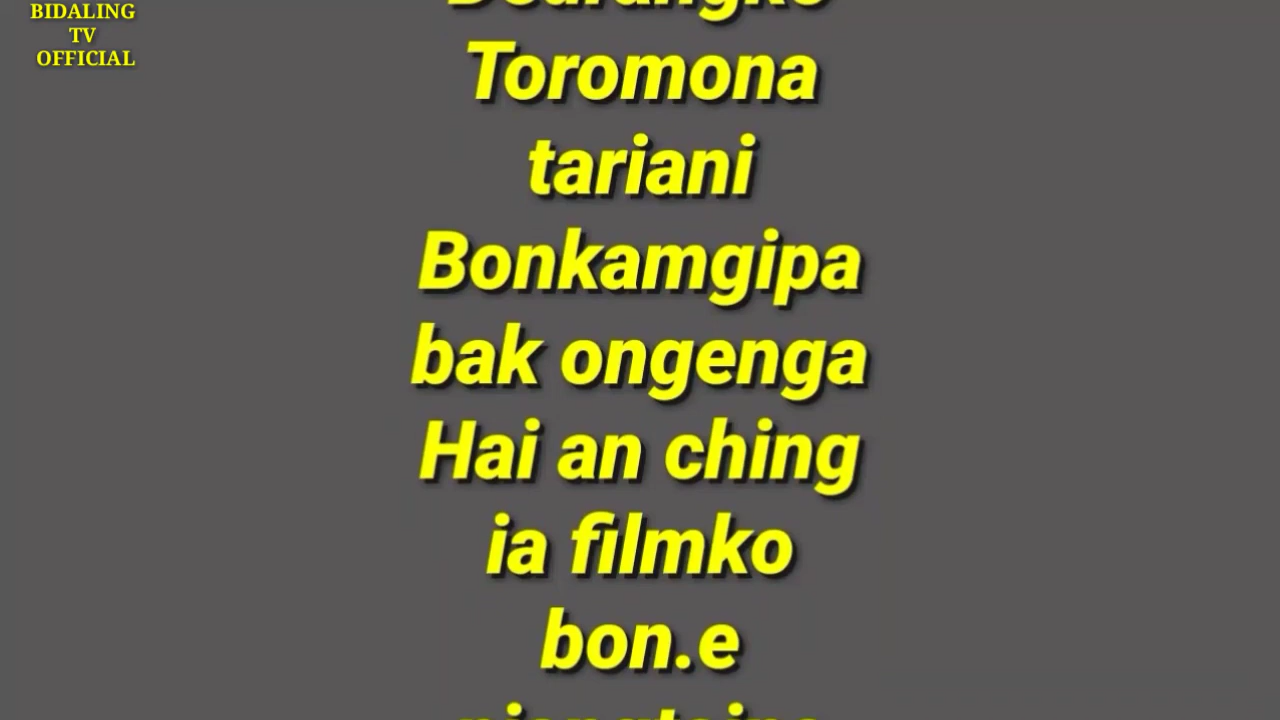 BIDALING
TV
OFFICIAL
Toromona
tariani
Bonkamgipa
bak ongenga
Hai an ching
ia filmko
bon.e